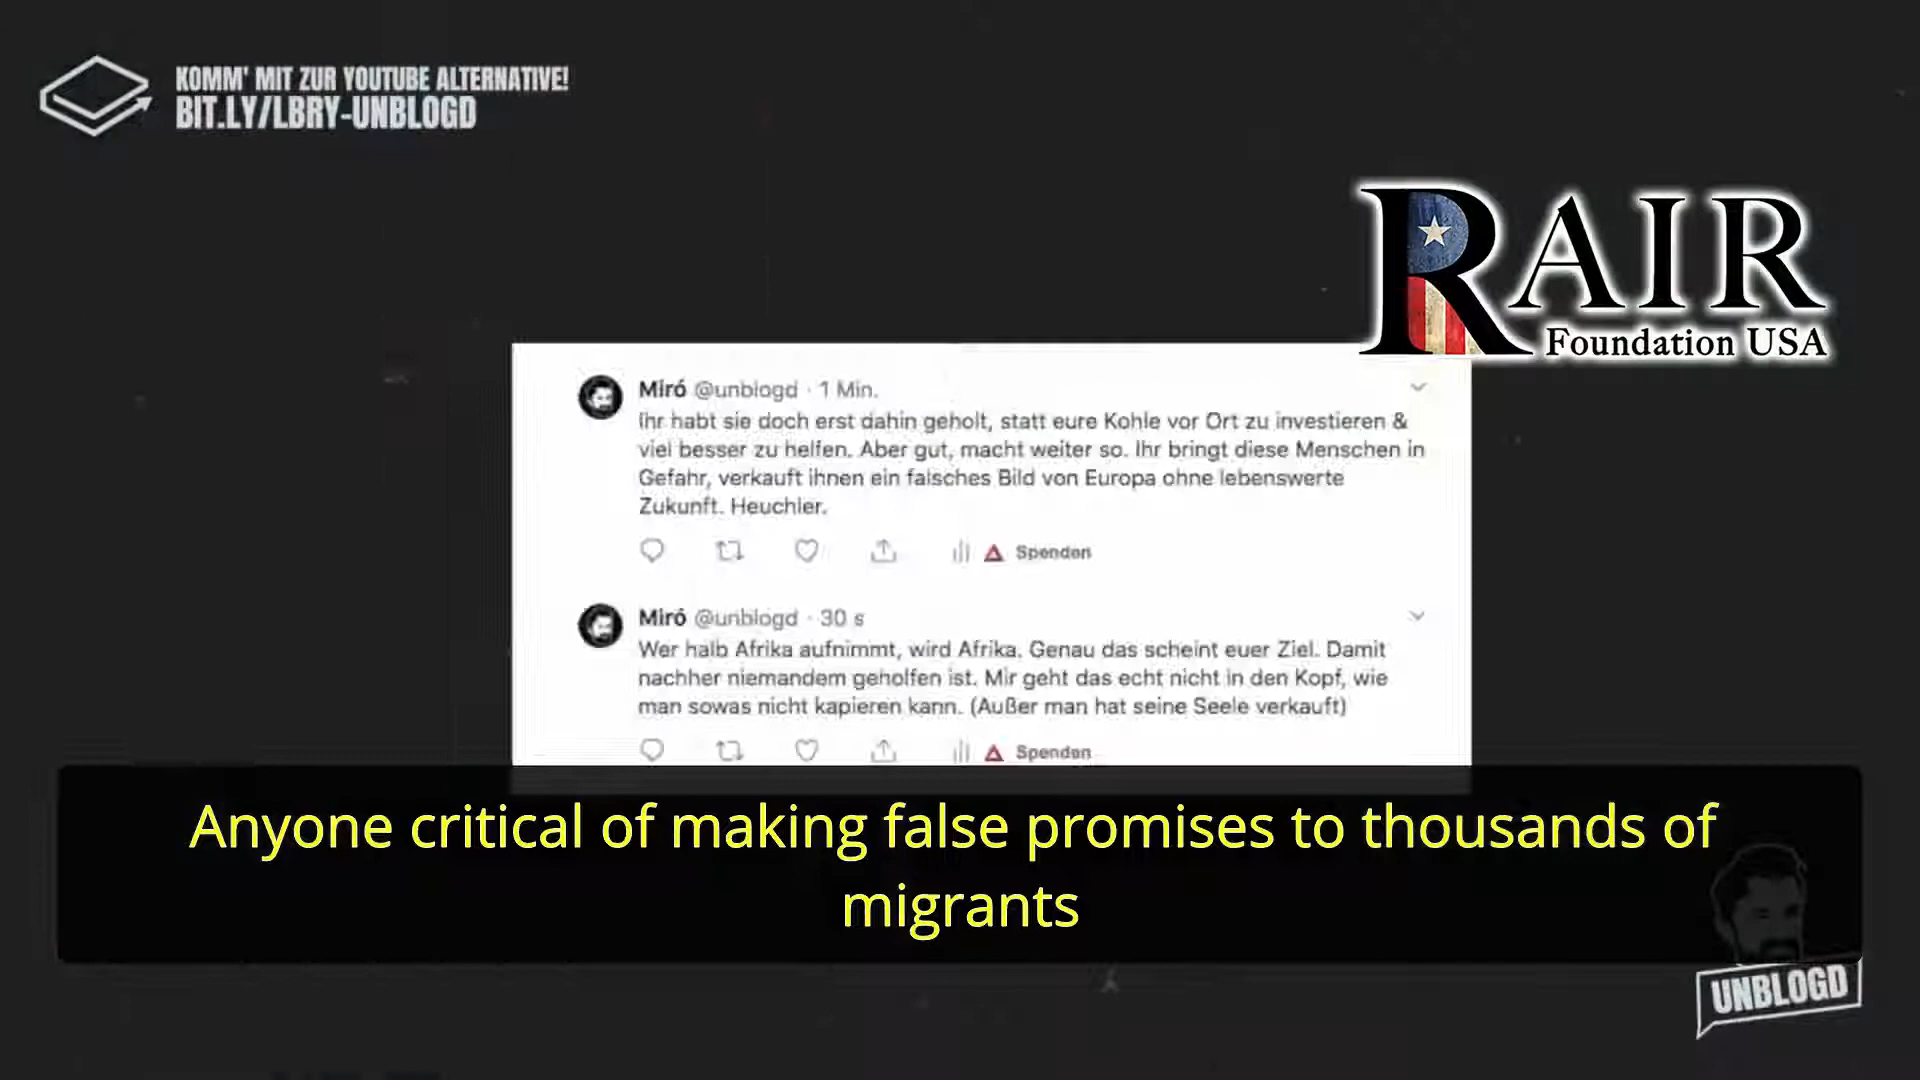 KOMM' MIT ZUR YOUTUBE ALTERNATIVE!
BIT.LY/LBRY-UNBLOGD
RAIR
Foundation USA
Miró @unblogd · 1 Min.
Ihr habt sie doch erst dahin geholt, statt eure Kohle vor Ort zu investieren &
viel besser zu helfen. Aber gut, macht weiter so. Ihr bringt diese Menschen in
Gefahr, verkauft ihnen ein falsches Bild von Europa ohne lebenswerte
Zukunft. Heuchler.
Spenden
Miró @unblogd · 30 s
Wer halb Afrika aufnimmt, wird Afrika. Genau das scheint euer Ziel. Damit
nachher niemandem geholfen ist. Mir geht das echt nicht in den Kopf, wie
man sowas nicht kapieren kann. (Außer man hat seine Seele verkauft)
Spenden
Anyone critical of making false promises to thousands of
migrants
UNBLOGD